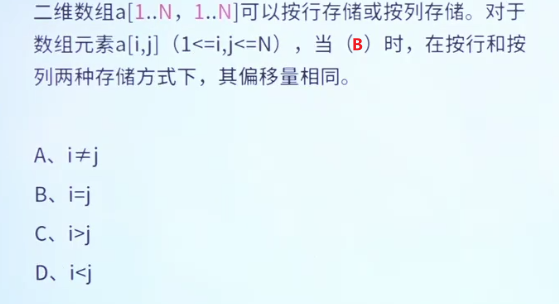 二维数组a[1..N，1..N]可以按行存储或按列存储。对于
数组元素a[i,j]（1<=i,j<=N），当（B）时，在按行和按
列两种存储方式下，其偏移量相同。
A、i≠j
B、i=j
C、i>j
D、i<j